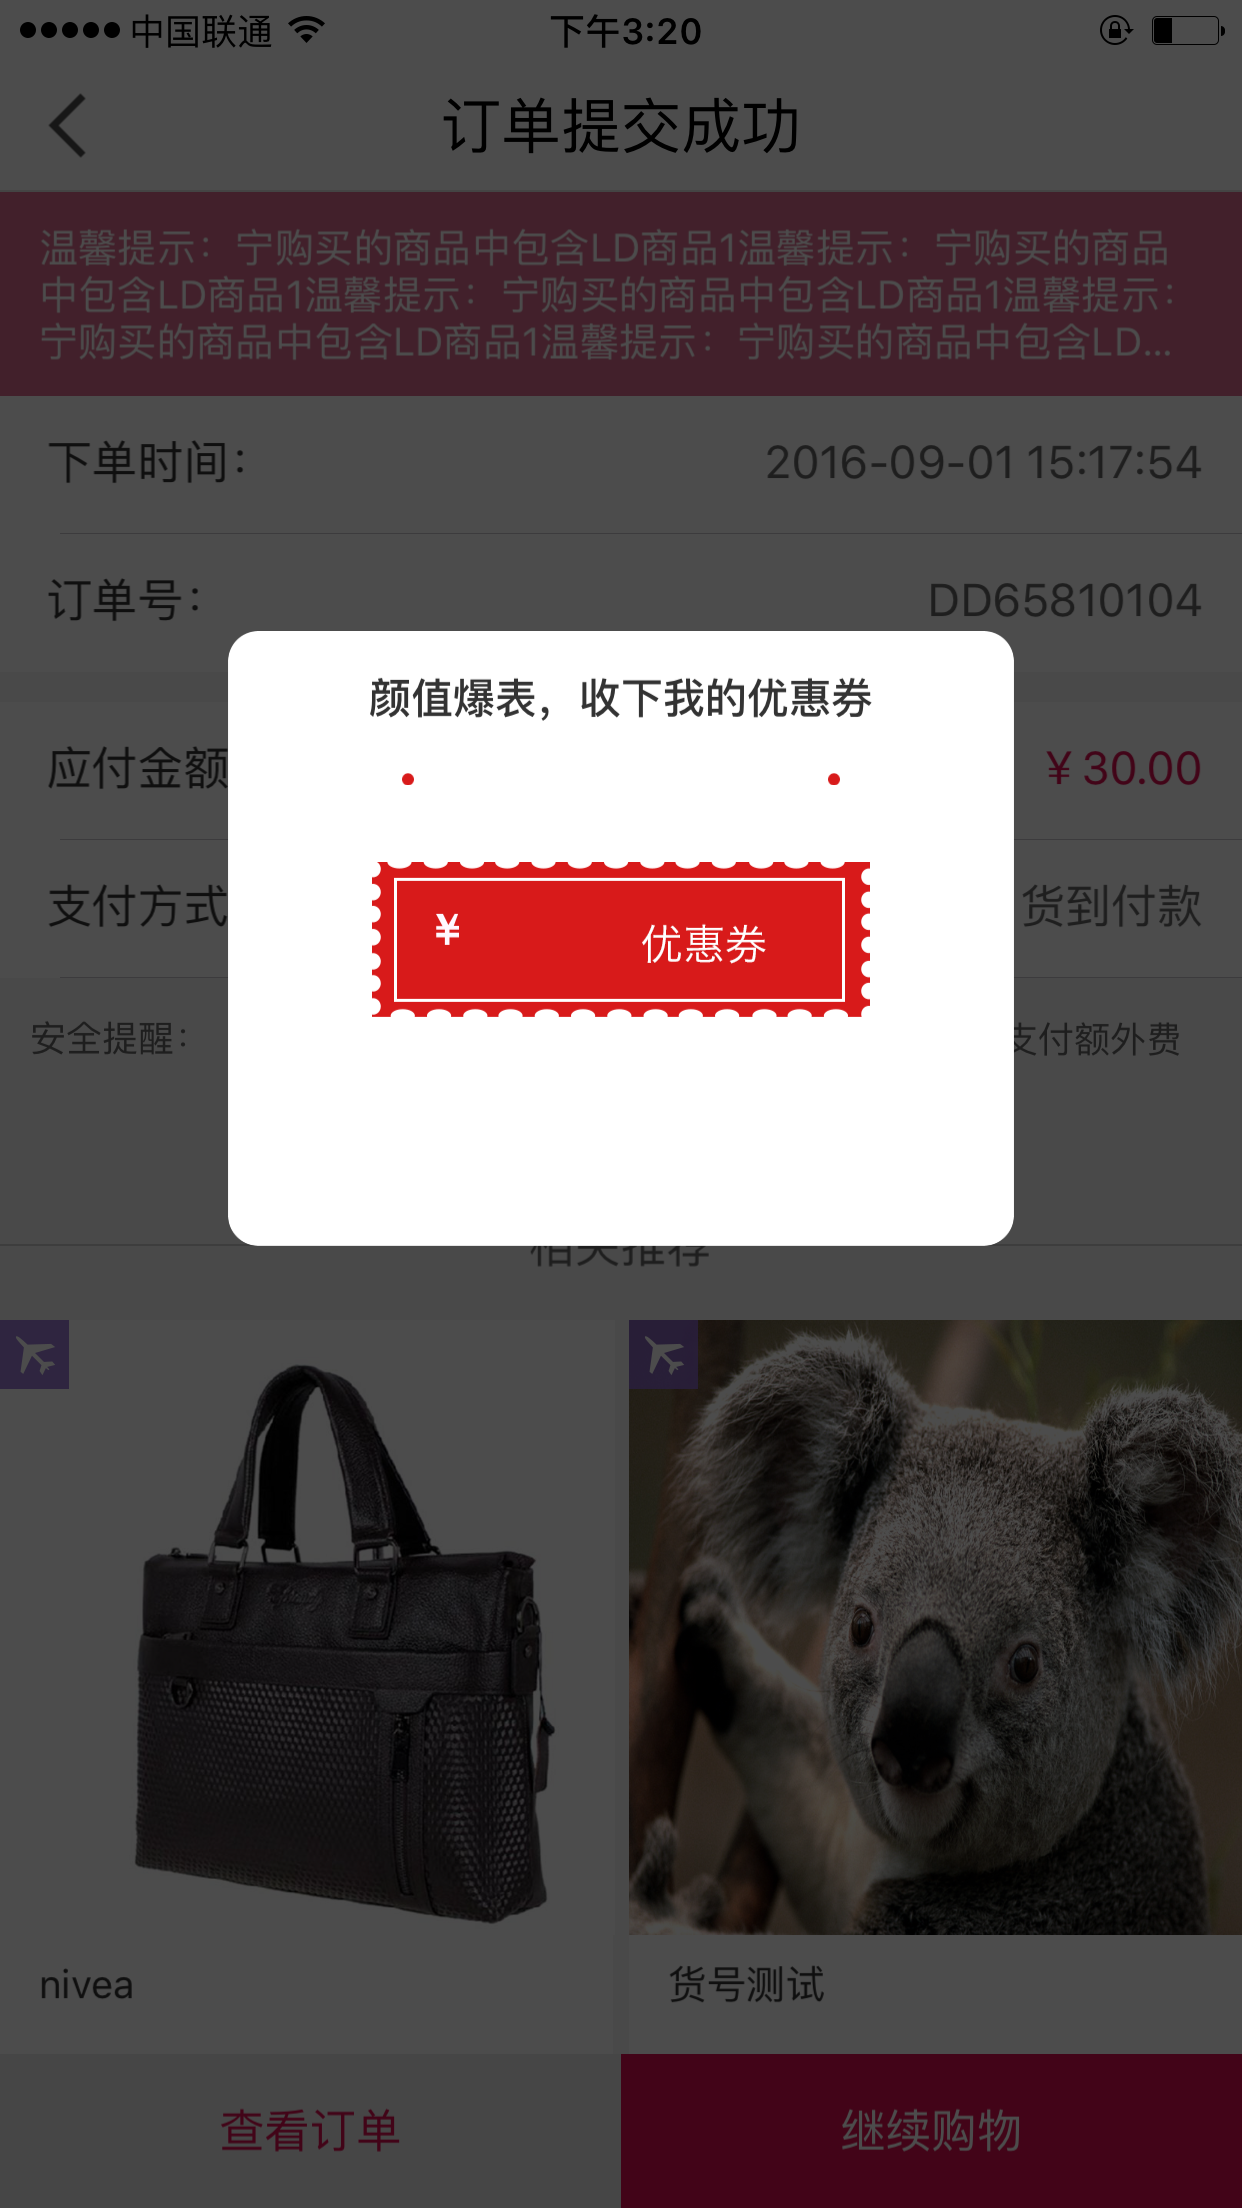 中国联通 下午3:20
订单提交成功
温馨提示：宁购买的商品中包含LD商品1温馨提示：宁购买的商品
中包含LD商品1温馨提示：宁购买的商品中包含LD商品1温馨提示：
宁购买的商品中包含LD商品1温馨提示：宁购买的商品中包含LD...
下单时间： 2016-09-01 15:17:54
订单号： DD65810104
颜值爆表，收下我的优惠券
应付金额 ¥ 30.00
¥ 优惠券
支付方式 货到付款
安全提醒： 支付额外费
相关推荐
nivea 货号测试
查看订单 继续购物